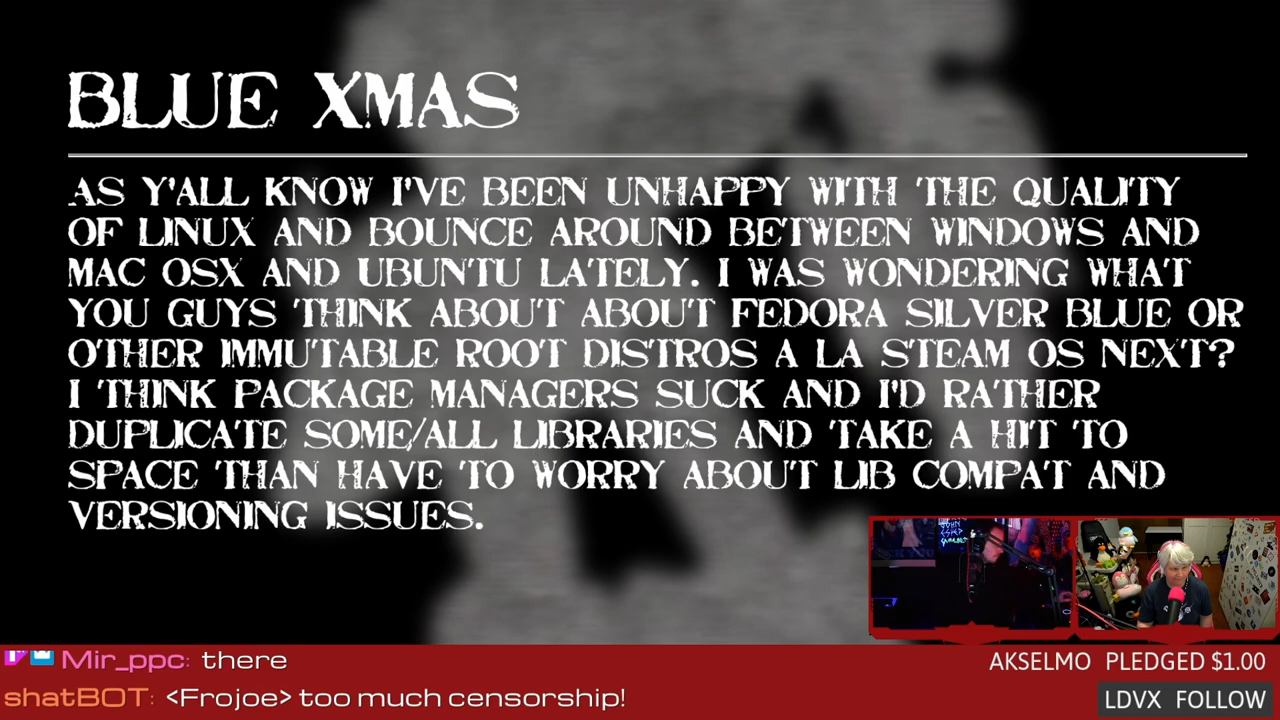 BLUE XMAS
AS Y'ALL KNOW I'VE BEEN UNHAPPY WITH THE QUALITY
OF LINUX AND BOUNCE AROUND BETWEEN WINDOWS AND
MAC OSX AND UBUNTU LATELY. I WAS WONDERING WHAT
YOU GUYS THINK ABOUT ABOUT FEDORA SILVER BLUE OR
OTHER IMMUTABLE ROOT DISTROS A LA STEAM OS NEXT?
I THINK PACKAGE MANAGERS SUCK AND I'D RATHER
DUPLICATE SOME/ALL LIBRARIES AND TAKE A HIT TO
SPACE THAN HAVE TO WORRY ABOUT LIB COMPAT AND
VERSIONING ISSUES.
Mir_ppc: there
shatBOT: <Frojoe> too much censorship!
AKSELMO PLEDGED $1.00
LDVX FOLLOW